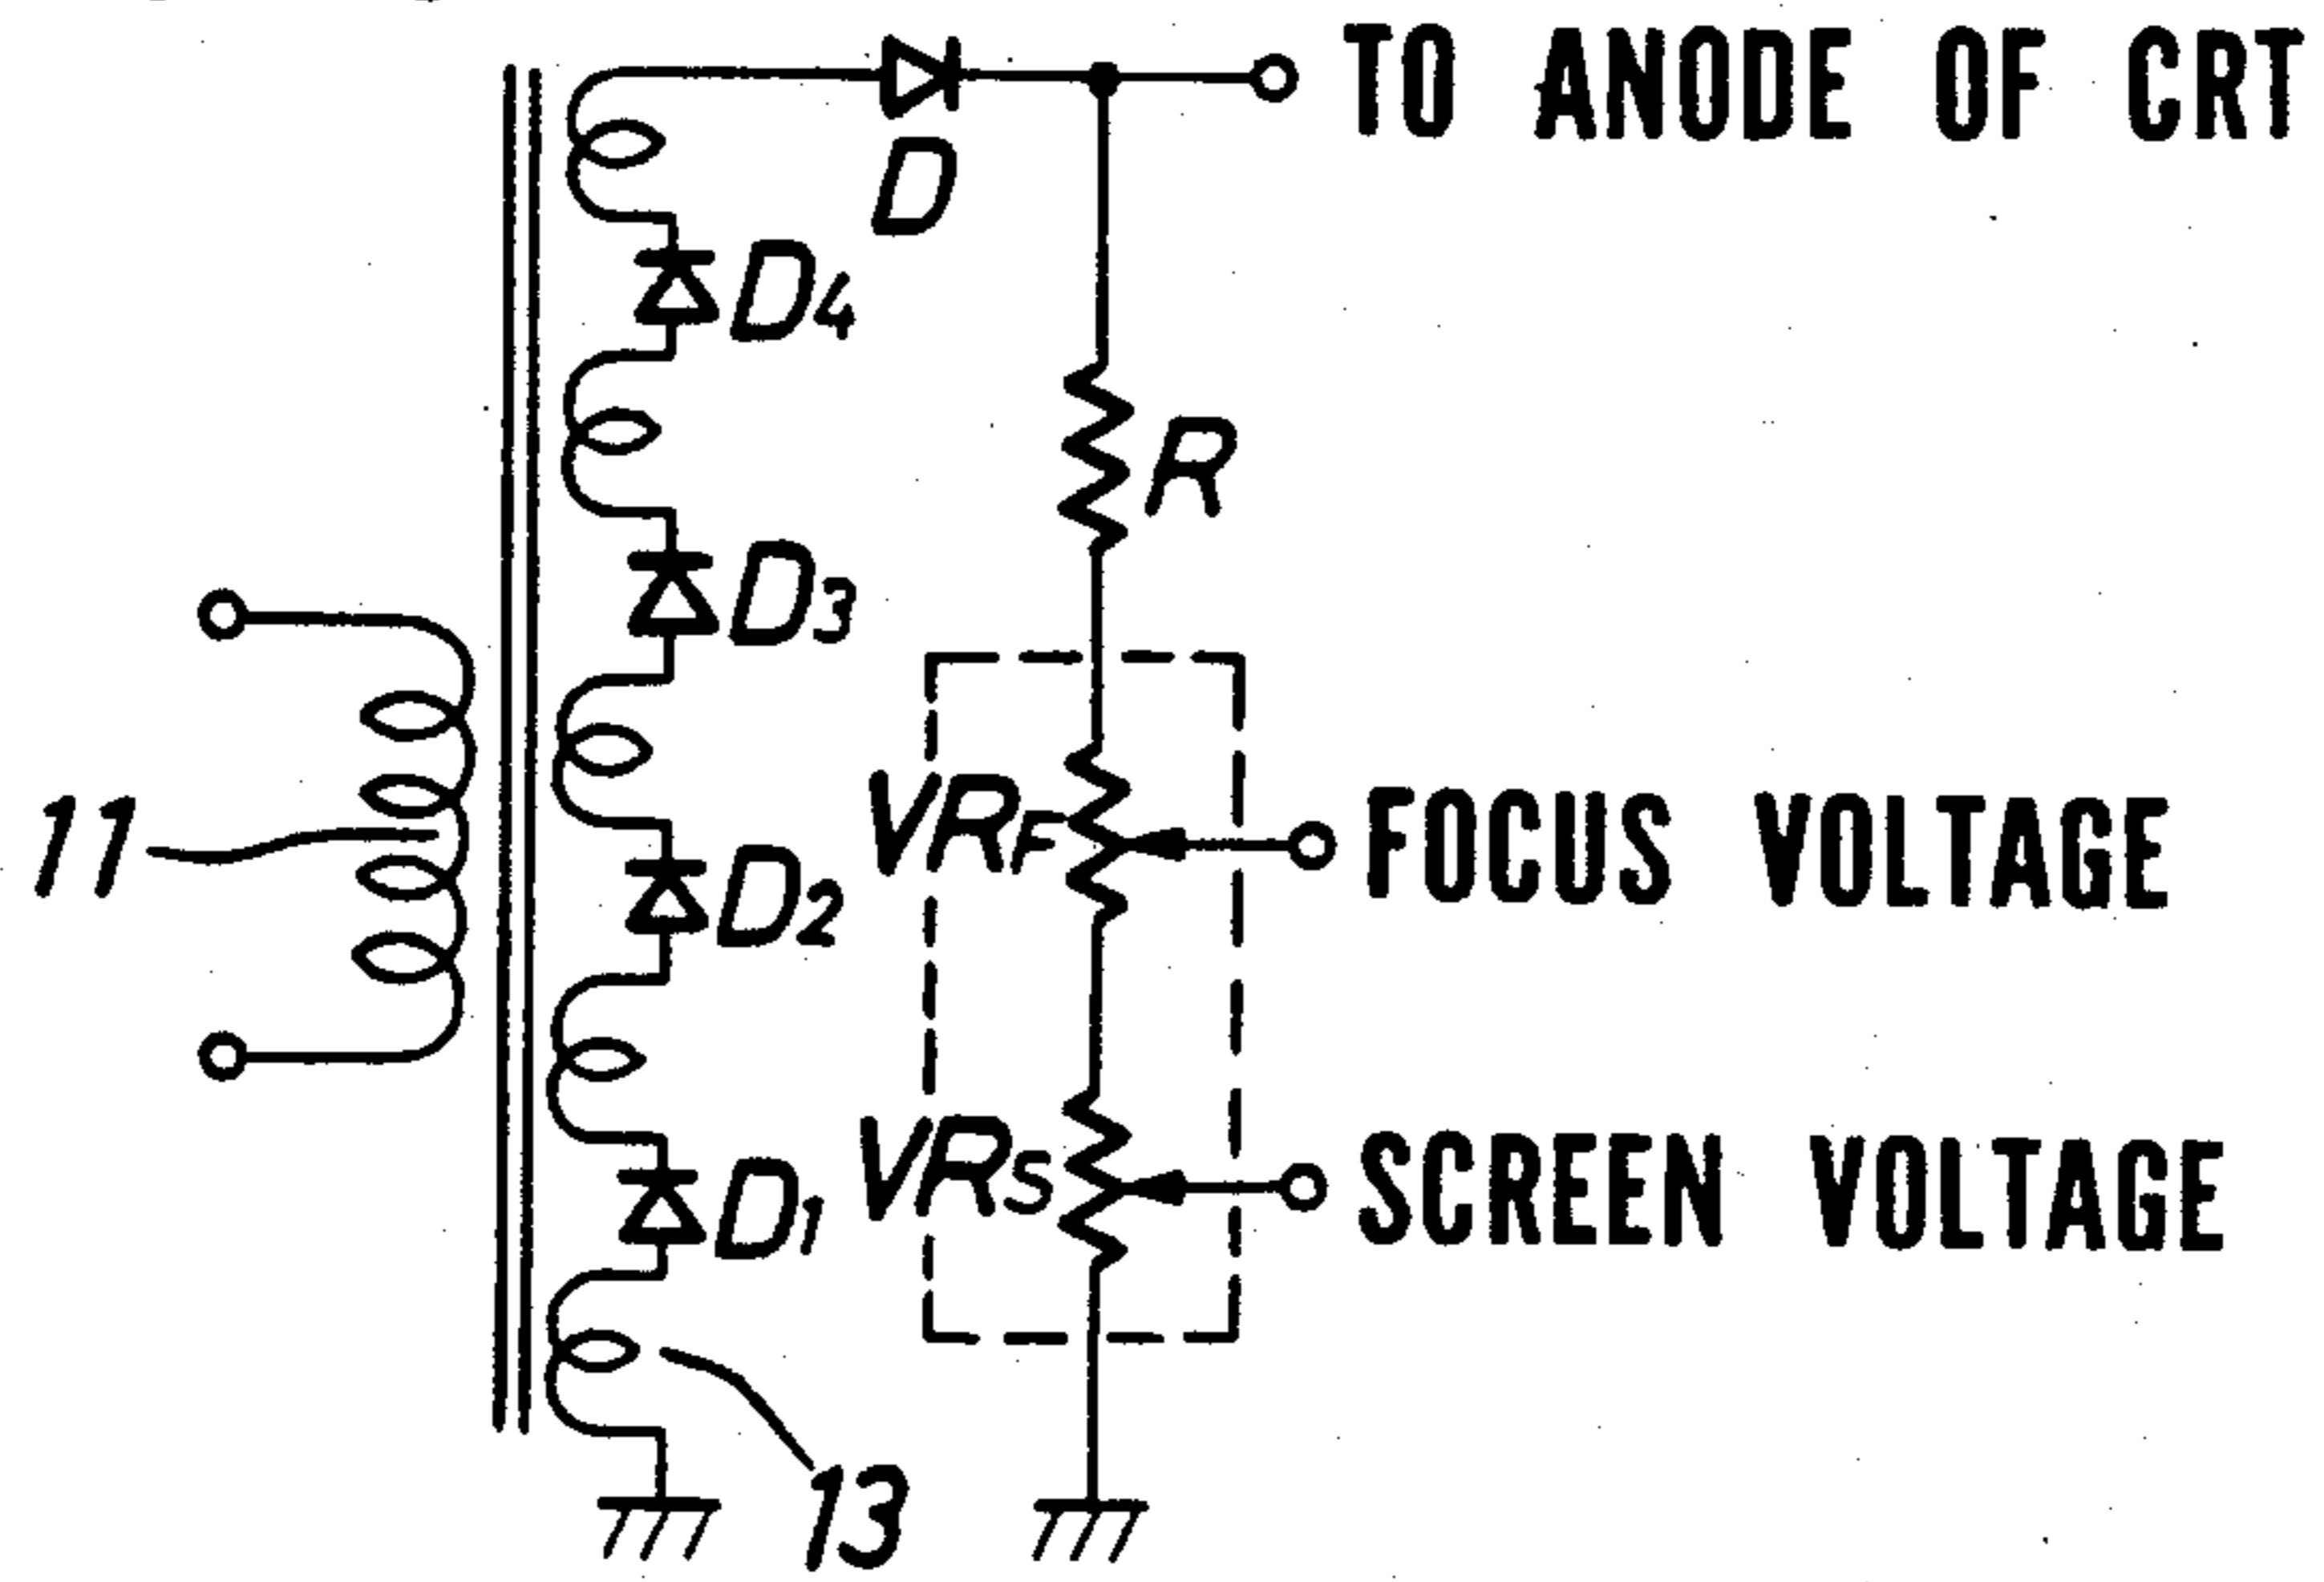 TO ANODE OF CRT
D
D4
R
D3
11
VRF
FOCUS VOLTAGE
D2
VRS
SCREEN VOLTAGE
D1
13